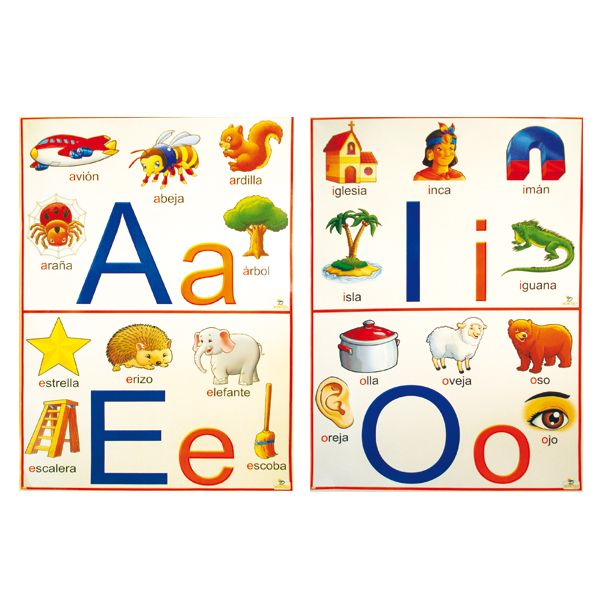 avión
abeja
ardilla
araña
árbol
Aa
estrella
erizo
elefante
escalera
escoba
Ee
iglesia
inca
imán
isla
iguana
Ii
olla
oveja
oso
oreja
ojo
Oo